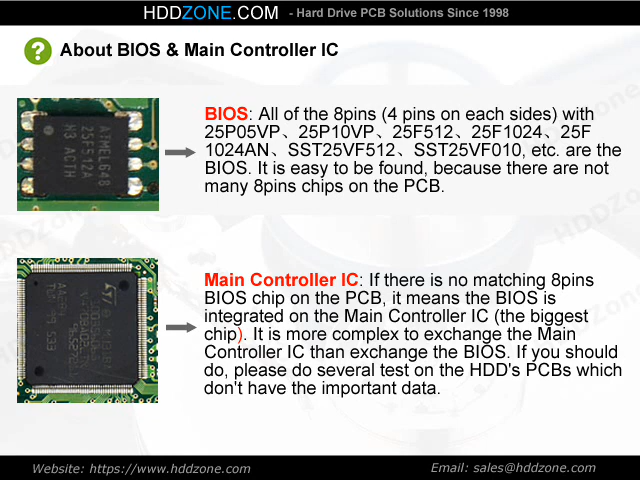 HDDZONE.COM - Hard Drive PCB Solutions Since 1998
? About BIOS & Main Controller IC
ATMEL648
25F512A
N3 ACTH
BIOS: All of the 8pins (4 pins on each sides) with
25P05VP、25P10VP、25F512、25F1024、25F
1024AN、SST25VF512、SST25VF010, etc. are the
BIOS. It is easy to be found, because there are not
many 8pins chips on the PCB.
Main Controller IC: If there is no matching 8pins
BIOS chip on the PCB, it means the BIOS is
integrated on the Main Controller IC (the biggest
chip). It is more complex to exchange the Main
Controller IC than exchange the BIOS. If you should
do, please do several test on the HDD's PCBs which
don't have the important data.
Website: https://www.hddzone.com
Email: sales@hddzone.com